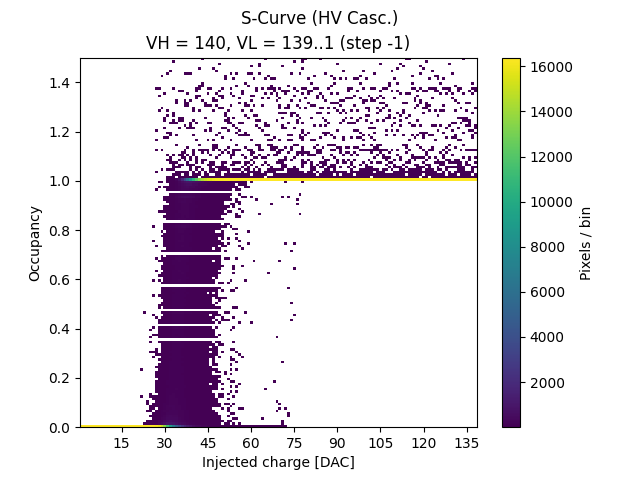 S-Curve (HV Casc.)
VH = 140, VL = 139..1 (step -1)
1.4
1.2
1.0
0.8
0.6
0.4
0.2
0.0
Occupancy
15 30 45 60 75 90 105 120 135
Injected charge [DAC]
16000
14000
12000
10000
8000
6000
4000
2000
Pixels / bin